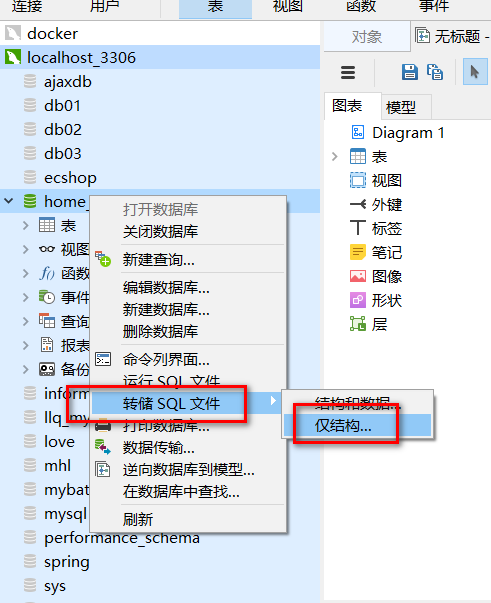 连接 用户 表 视图 函数 事件
docker
localhost_3306
ajaxdb
db01
db02
db03
ecshop
home_
表
视图
函数
事件
查询
报表
备份
inform
llq_my
love
mhl
mybat
mysql
performance_schema
spring
sys
打开数据库
关闭数据库
新建查询...
编辑数据库...
新建数据库...
删除数据库
命令列界面...
运行 SQL 文件
转储 SQL 文件
打印数据库...
数据传输...
逆向数据库到模型...
在数据库中查找...
刷新
结构和数据...
仅结构...
对象 无标题 -
图表 模型
Diagram 1
表
视图
外键
标签
笔记
图像
形状
层